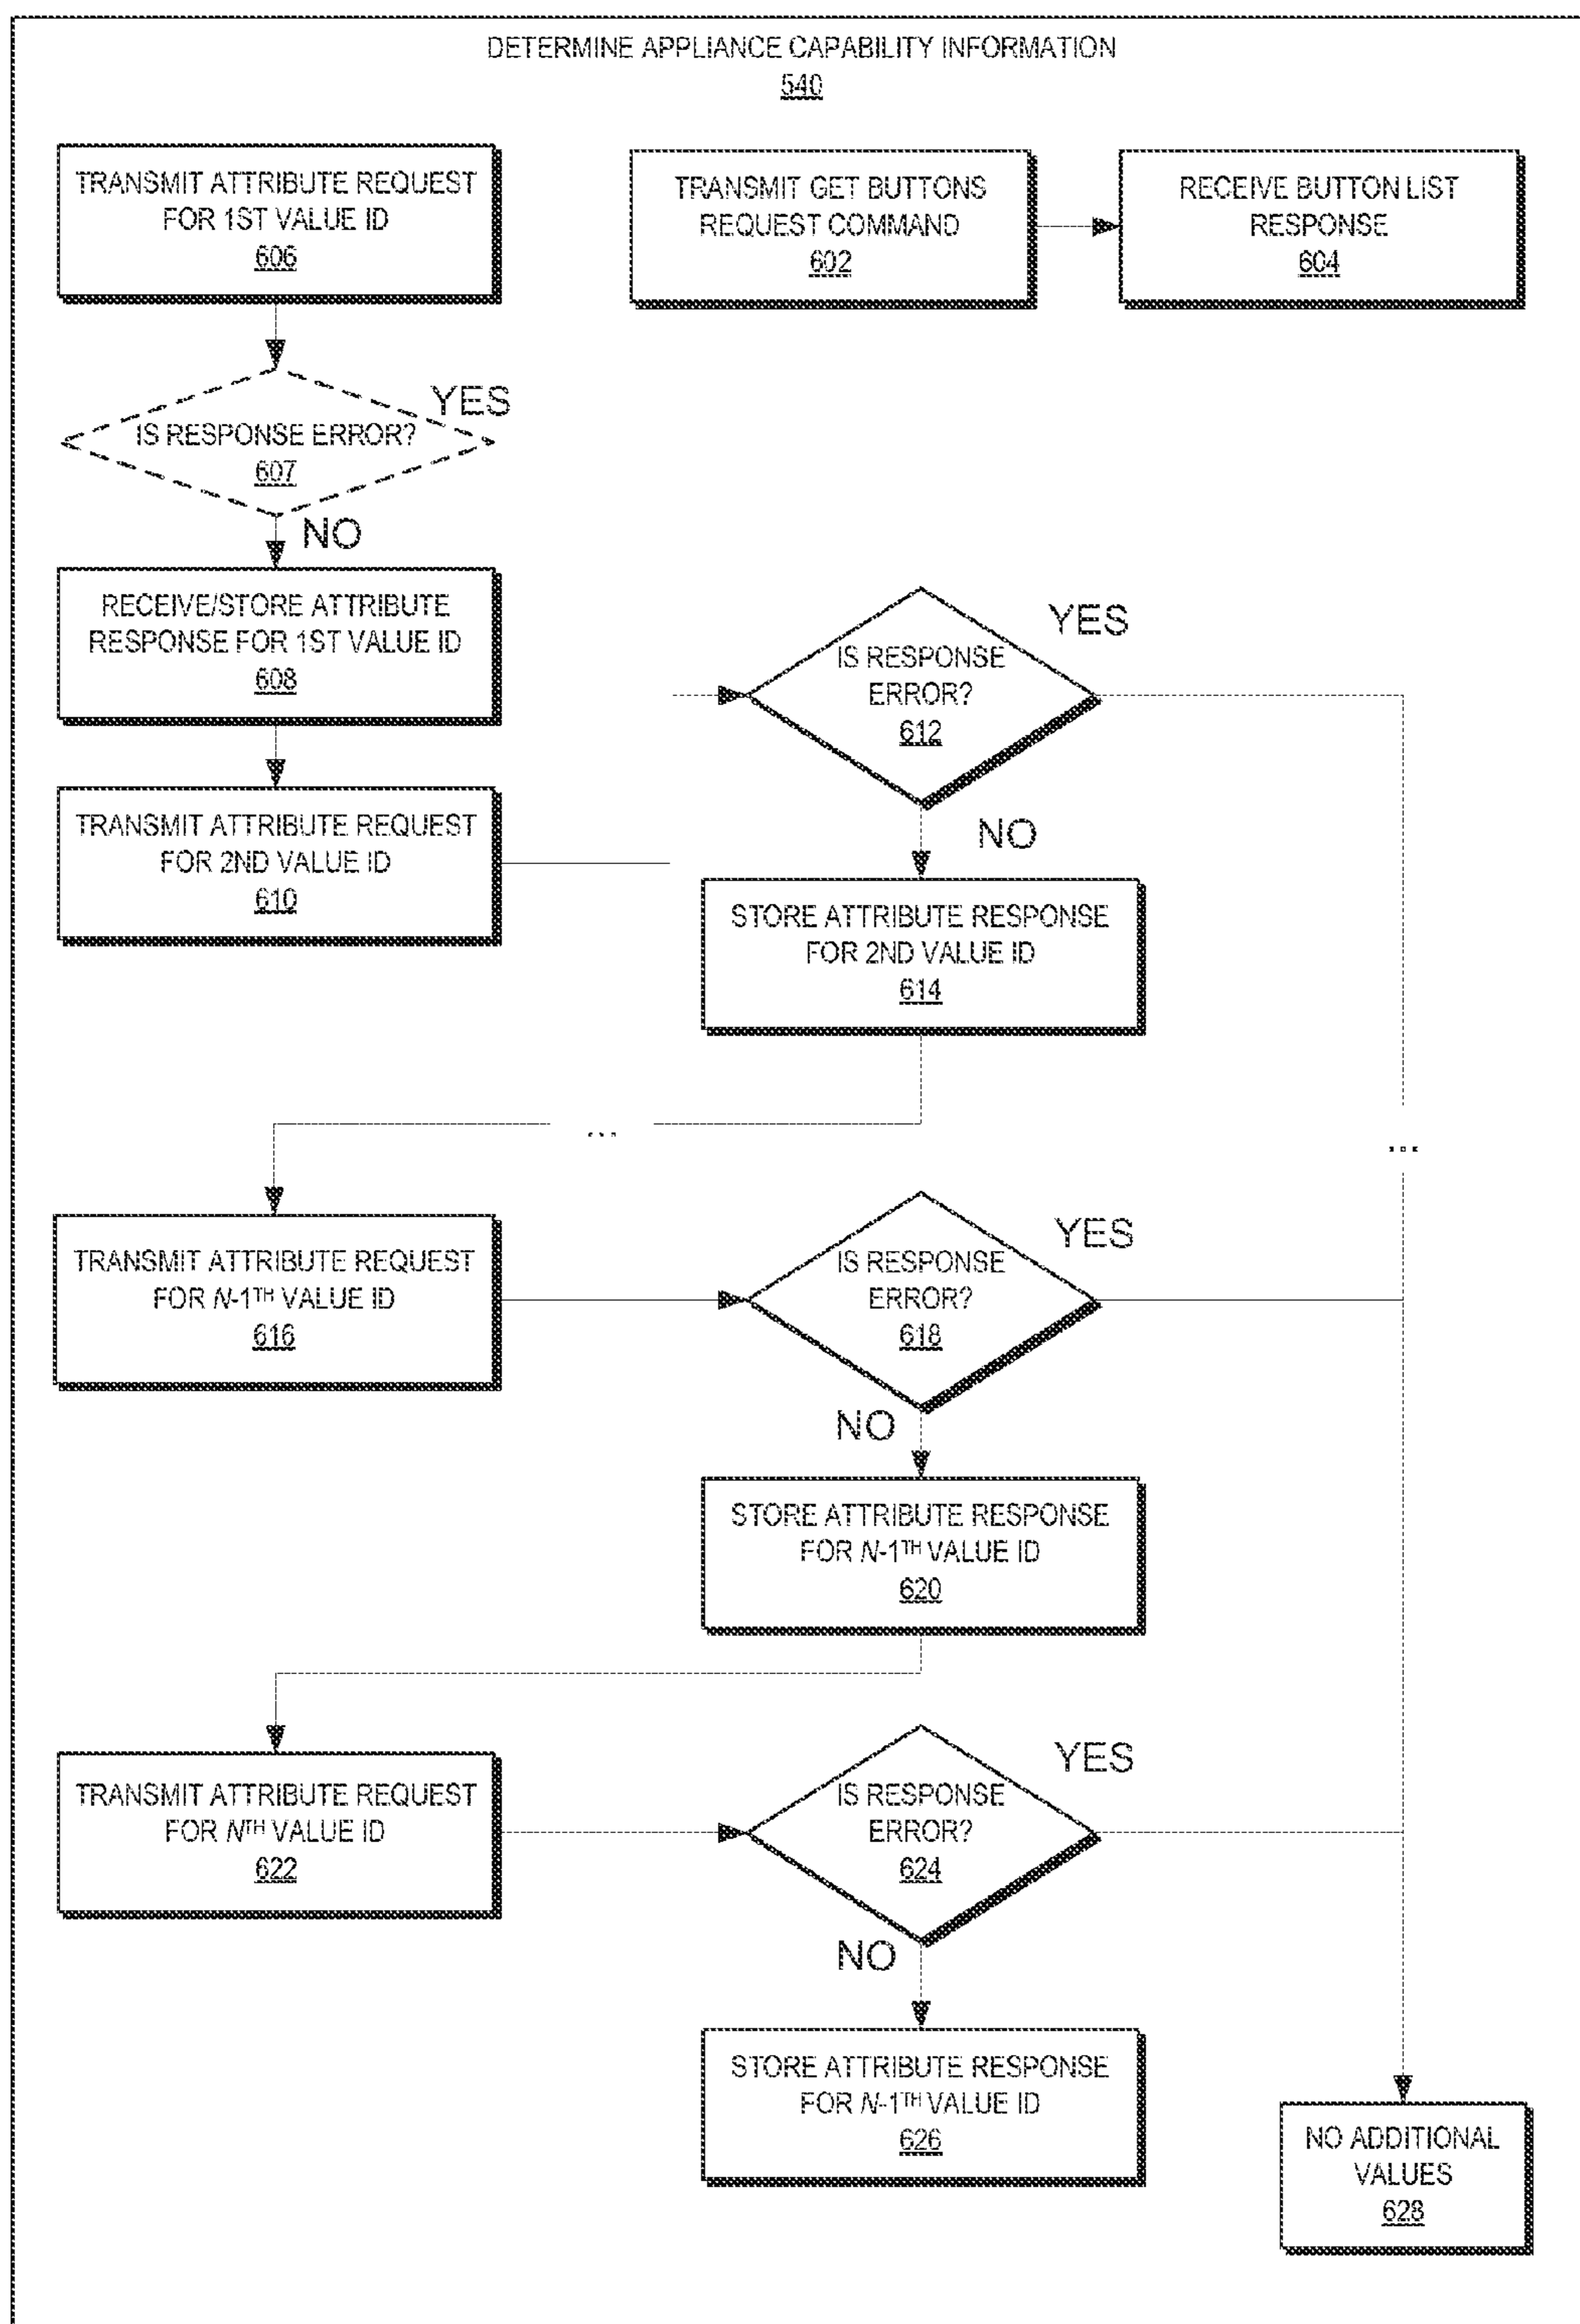 DETERMINE APPLIANCE CAPABILITY INFORMATION
540
TRANSMIT ATTRIBUTE REQUEST
FOR 1ST VALUE ID
606
TRANSMIT GET BUTTONS
REQUEST COMMAND
602
RECEIVE BUTTON LIST
RESPONSE
604
YES
IS RESPONSE ERROR?
607
NO
RECEIVE/STORE ATTRIBUTE
RESPONSE FOR 1ST VALUE ID
608
YES
IS RESPONSE
ERROR?
612
NO
TRANSMIT ATTRIBUTE REQUEST
FOR 2ND VALUE ID
610
STORE ATTRIBUTE RESPONSE
FOR 2ND VALUE ID
614
...
...
TRANSMIT ATTRIBUTE REQUEST
FOR N-1TH VALUE ID
616
YES
IS RESPONSE
ERROR?
618
NO
STORE ATTRIBUTE RESPONSE
FOR N-1TH VALUE ID
620
TRANSMIT ATTRIBUTE REQUEST
FOR NTH VALUE ID
622
YES
IS RESPONSE
ERROR?
624
NO
STORE ATTRIBUTE RESPONSE
FOR N-1TH VALUE ID
626
NO ADDITIONAL
VALUES
628